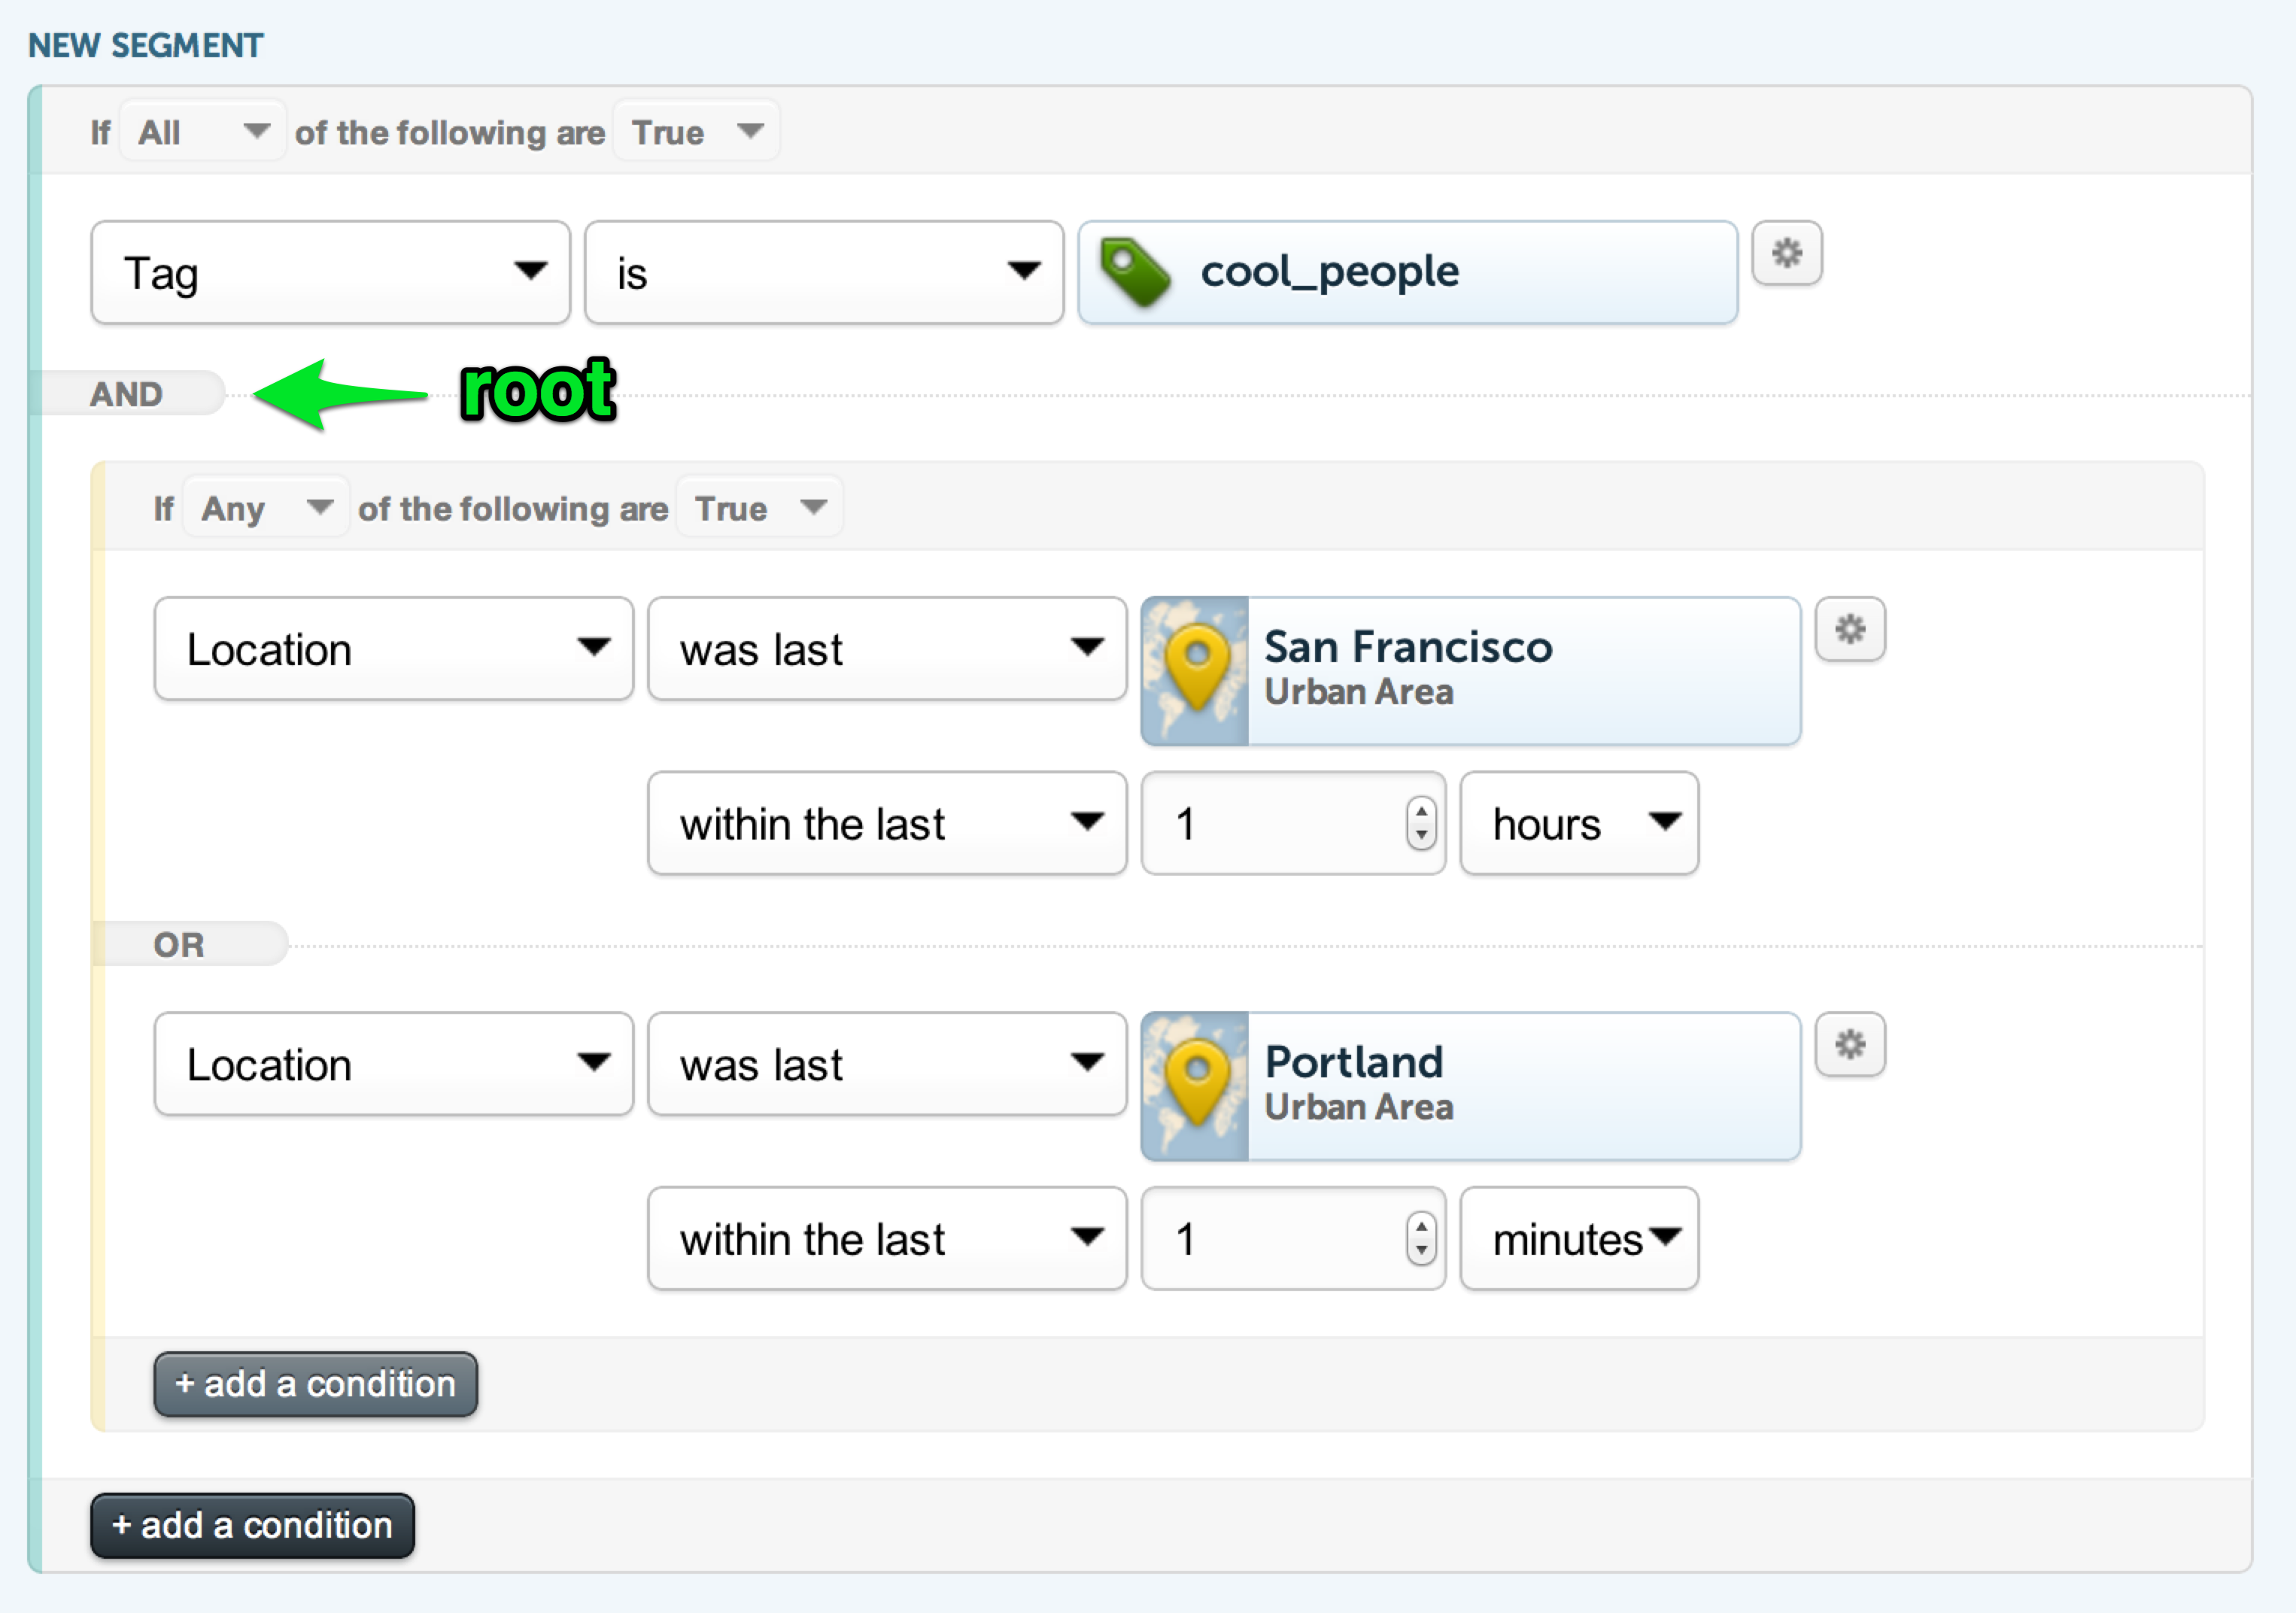 NEW SEGMENT
If All of the following are True
Tag is cool_people
AND root
If Any of the following are True
Location was last San Francisco
Urban Area
within the last 1 hours
OR
Location was last Portland
Urban Area
within the last 1 minutes
+ add a condition
+ add a condition